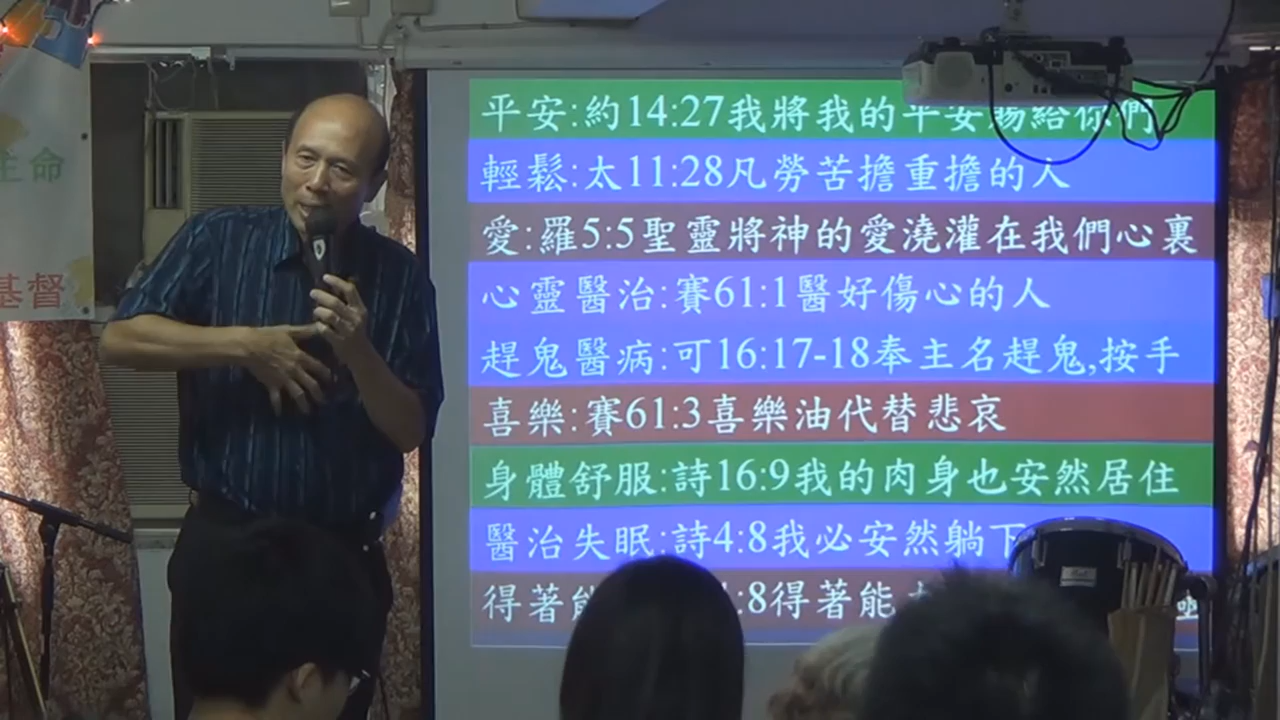 平安:約14:27我將我的平安賜給你們
輕鬆:太11:28凡勞苦擔重擔的人
愛:羅5:5聖靈將神的愛澆灌在我們心裏
心靈醫治:賽61:1醫好傷心的人
趕鬼醫病:可16:17-18奉主名趕鬼,按手
喜樂:賽61:3喜樂油代替悲哀
身體舒服:詩16:9我的肉身也安然居住
醫治失眠:詩4:8我必安然躺下
得著能 :8得著能
生命
基督